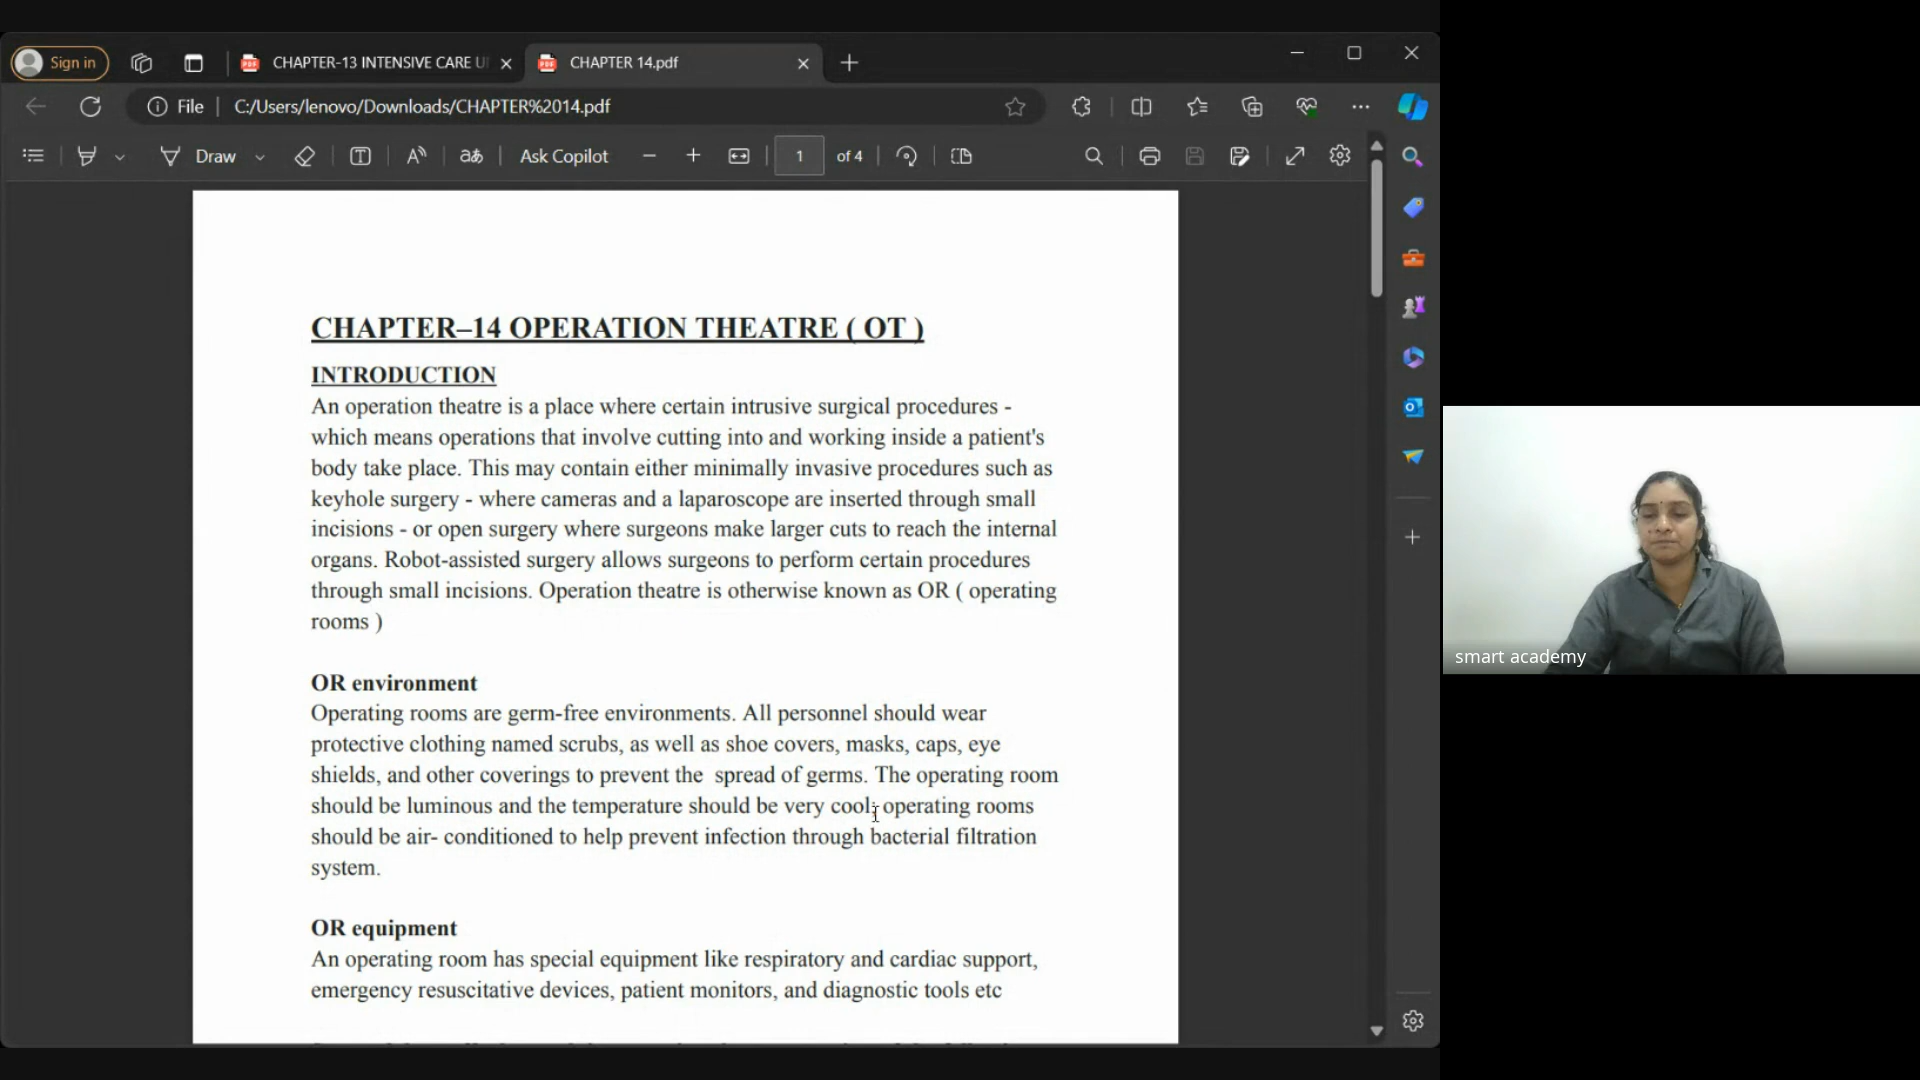 Sign in
CHAPTER-13 INTENSIVE CARE U
CHAPTER 14.pdf
File
C:/Users/lenovo/Downloads/CHAPTER%2014.pdf
Draw
Ask Copilot
1 of 4
CHAPTER–14 OPERATION THEATRE ( OT )
INTRODUCTION
An operation theatre is a place where certain intrusive surgical procedures -
which means operations that involve cutting into and working inside a patient's
body take place. This may contain either minimally invasive procedures such as
keyhole surgery - where cameras and a laparoscope are inserted through small
incisions - or open surgery where surgeons make larger cuts to reach the internal
organs. Robot-assisted surgery allows surgeons to perform certain procedures
through small incisions. Operation theatre is otherwise known as OR ( operating
rooms )
OR environment
Operating rooms are germ-free environments. All personnel should wear
protective clothing named scrubs, as well as shoe covers, masks, caps, eye
shields, and other coverings to prevent the spread of germs. The operating room
should be luminous and the temperature should be very cool; operating rooms
should be air- conditioned to help prevent infection through bacterial filtration
system.
OR equipment
An operating room has special equipment like respiratory and cardiac support,
emergency resuscitative devices, patient monitors, and diagnostic tools etc
smart academy